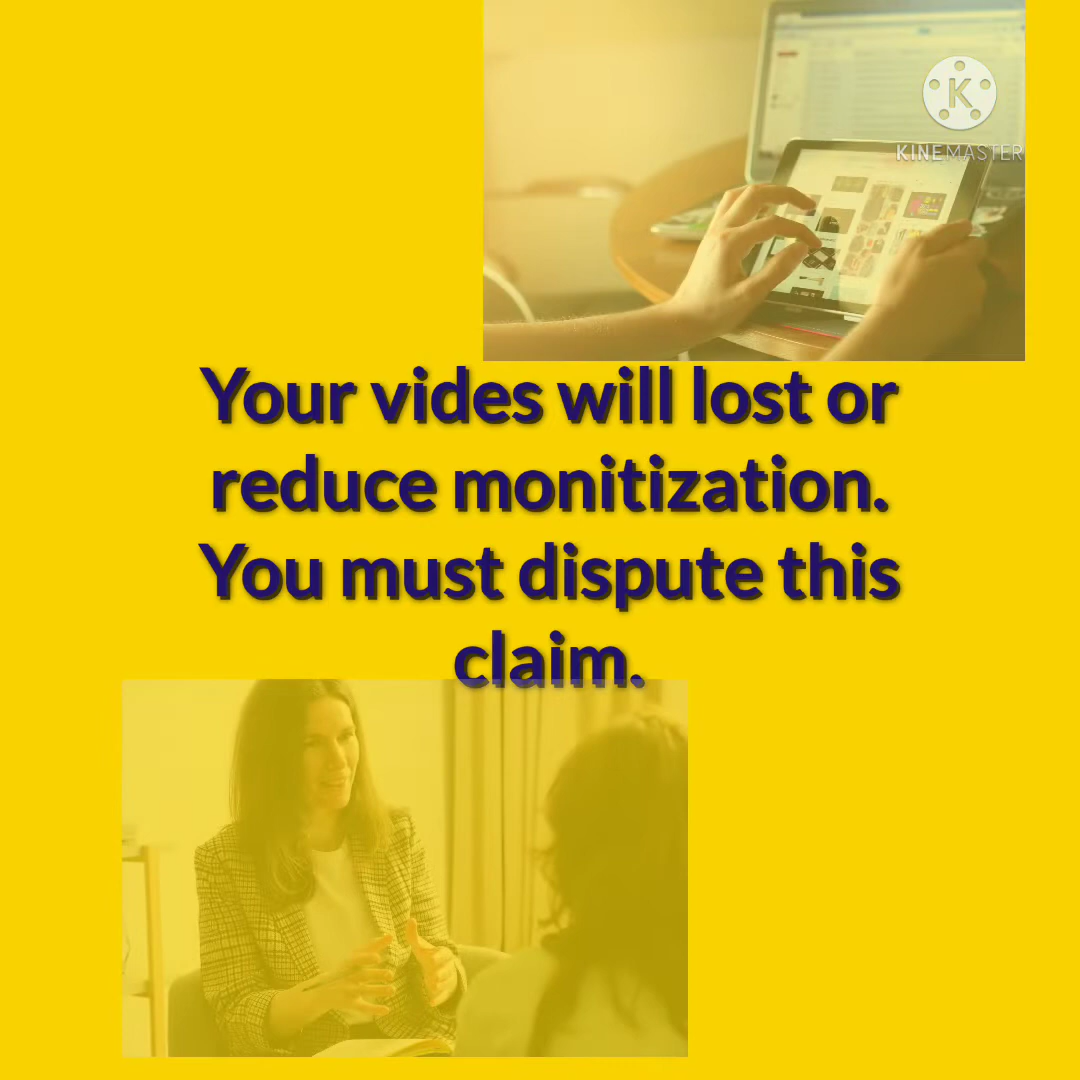 K
KINEMASTER
Your vides will lost or
reduce monitization.
You must dispute this
claim.